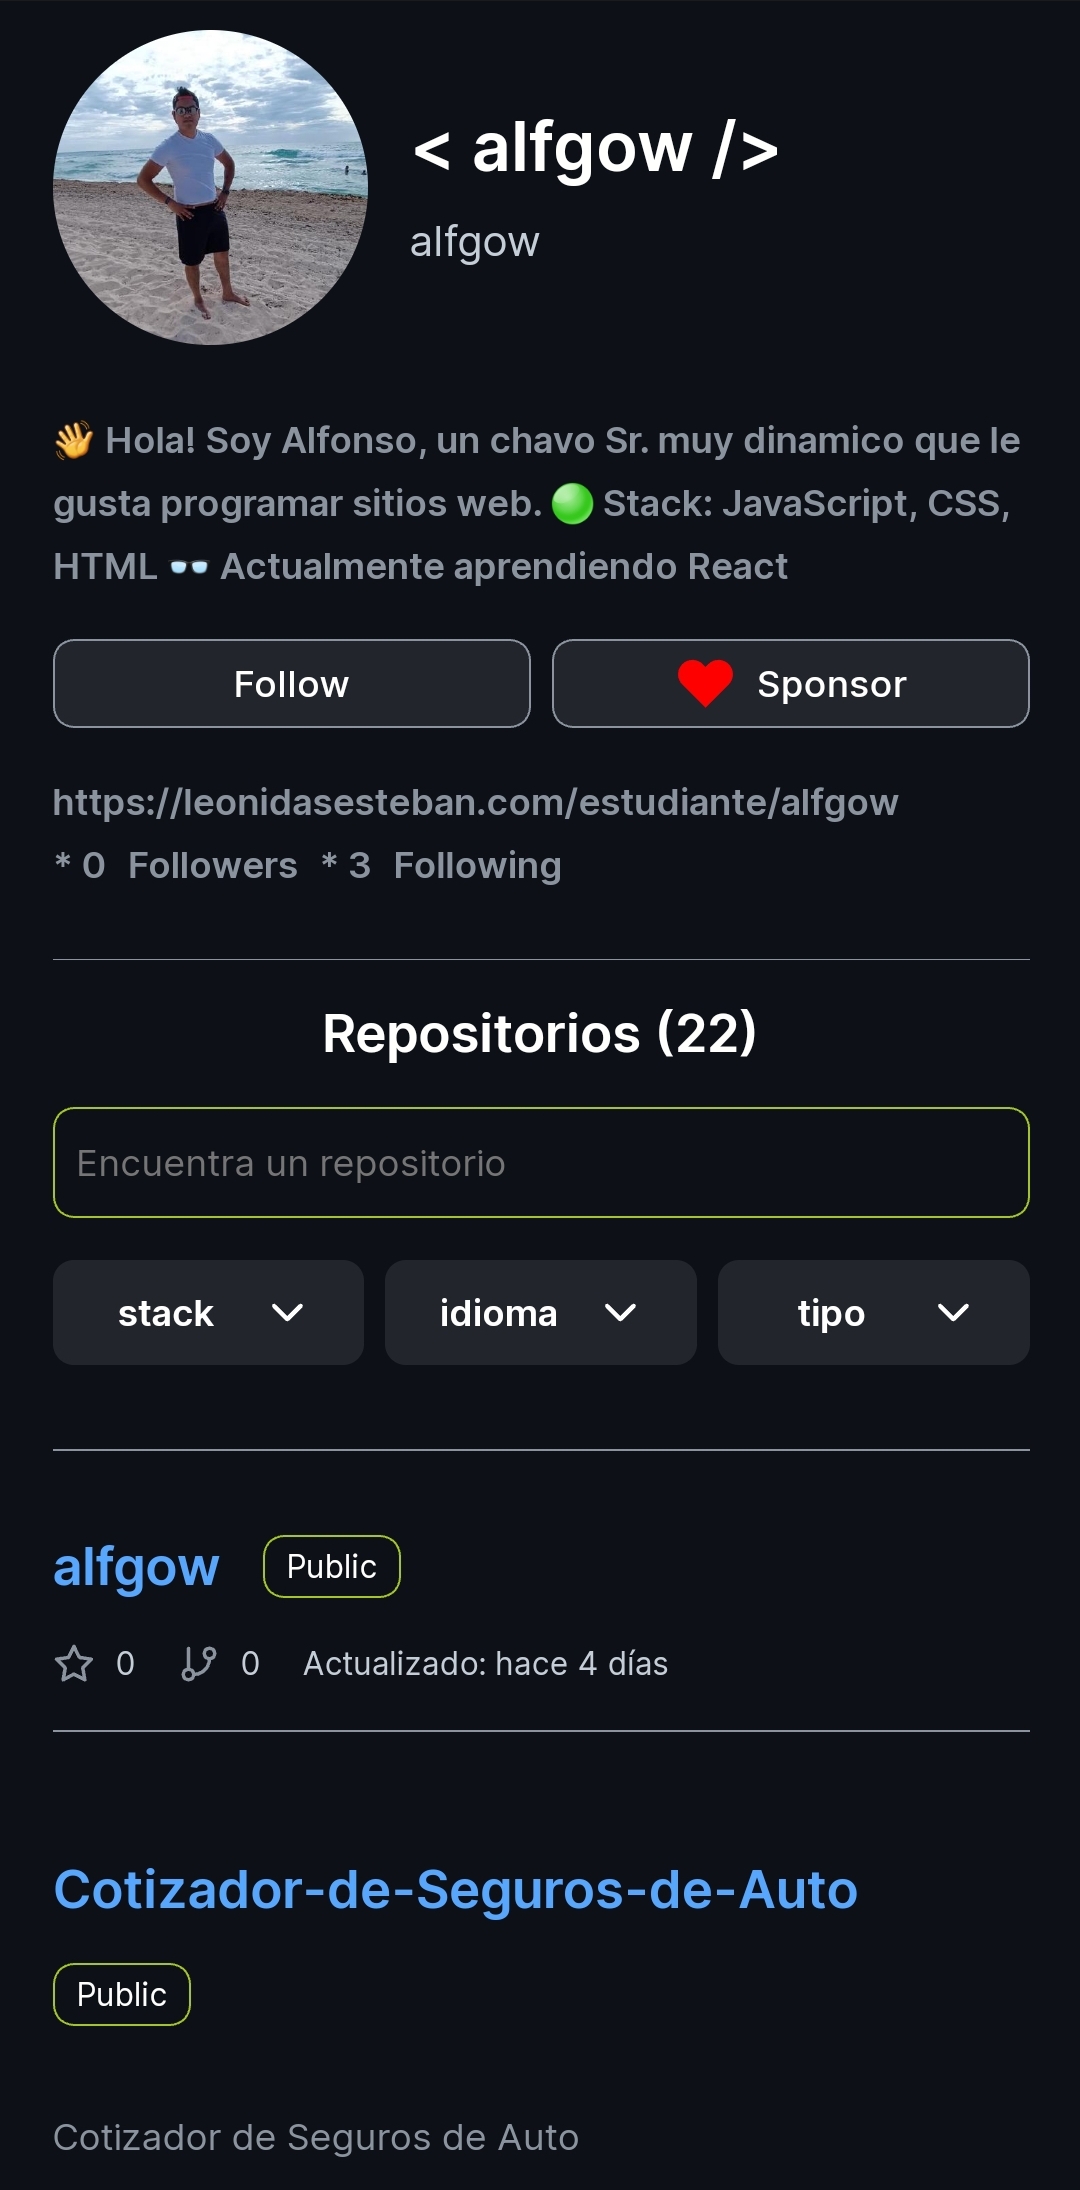 < alfgow />
alfgow
👋 Hola! Soy Alfonso, un chavo Sr. muy dinamico que le
gusta programar sitios web. 🟢 Stack: JavaScript, CSS,
HTML 👓 Actualmente aprendiendo React
Follow
Sponsor
https://leonidasesteban.com/estudiante/alfgow
* 0 Followers * 3 Following
Repositorios (22)
Encuentra un repositorio
stack idioma tipo
alfgow Public
0 0 Actualizado: hace 4 días
Cotizador-de-Seguros-de-Auto
Public
Cotizador de Seguros de Auto